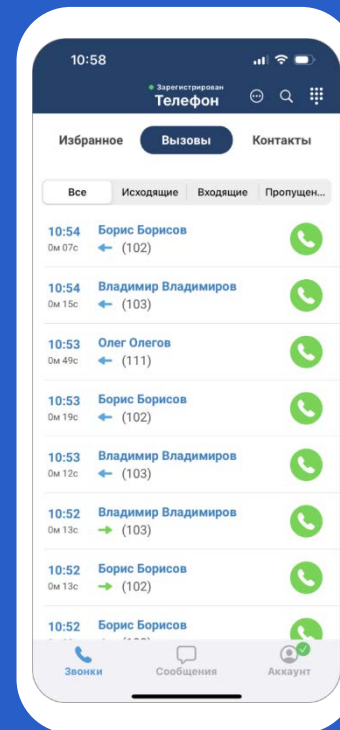 10:58
Зарегистрирован
Телефон
Избранное Вызовы Контакты
Все Исходящие Входящие Пропущен...
10:54 Борис Борисов
0м 07с (102)
10:54 Владимир Владимиров
0м 15с (103)
10:53 Олег Олегов
0м 49с (111)
10:53 Борис Борисов
0м 19с (102)
10:53 Владимир Владимиров
0м 12с (103)
10:52 Владимир Владимиров
0м 13с (103)
10:52 Борис Борисов
0м 13с (102)
10:52 Борис Борисов
Звонки Сообщения Аккаунт